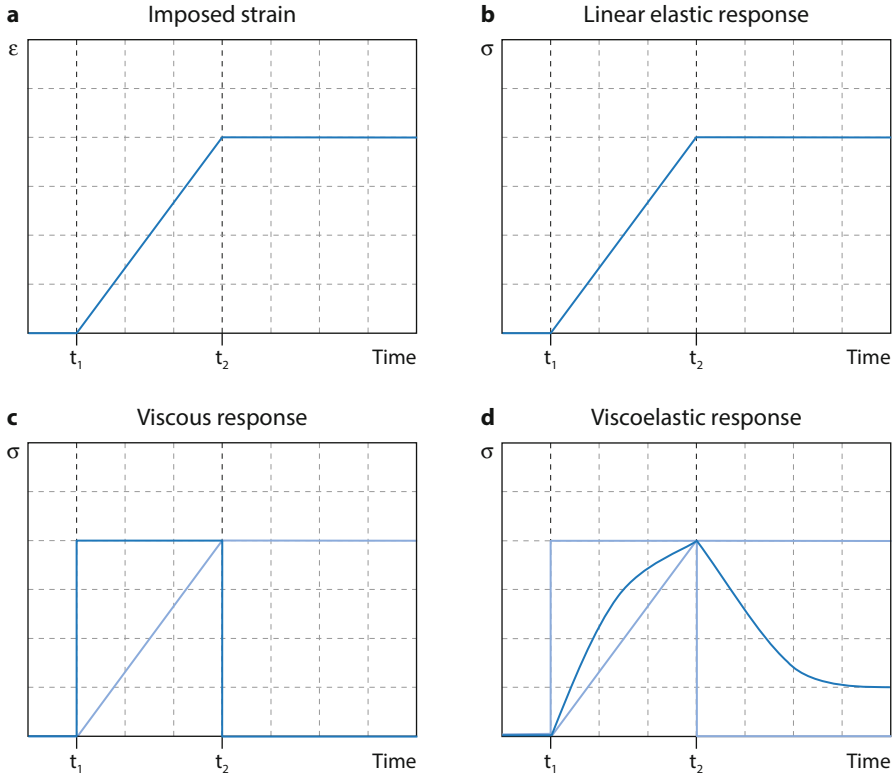 a Imposed strain
ε
t₁ t₂ Time
b Linear elastic response
σ
t₁ t₂ Time
c Viscous response
σ
t₁ t₂ Time
d Viscoelastic response
σ
t₁ t₂ Time